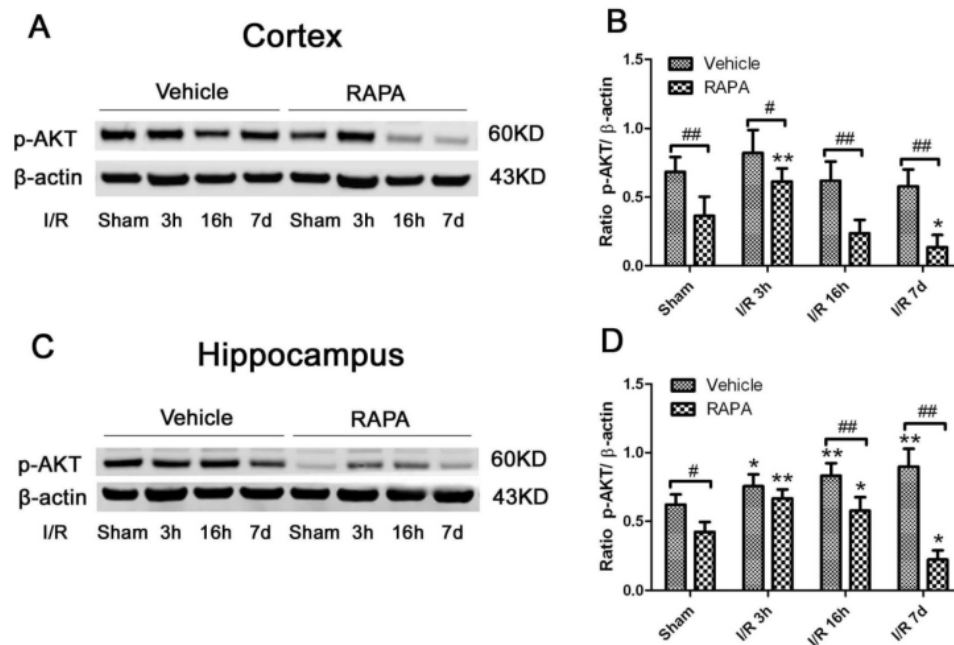 A
Cortex
Vehicle RAPA
p-AKT 60KD
β-actin 43KD
I/R Sham 3h 16h 7d Sham 3h 16h 7d
B
Ratio p-AKT/ β-actin
1.5
1.0
0.5
0.0
Vehicle
RAPA
## # ## ##
** *
Sham I/R 3h I/R 16h I/R 7d
C
Hippocampus
Vehicle RAPA
p-AKT 60KD
β-actin 43KD
I/R Sham 3h 16h 7d Sham 3h 16h 7d
D
Ratio p-AKT/ β-actin
1.5
1.0
0.5
0.0
Vehicle
RAPA
# ## ##
* ** ** * ** *
Sham I/R 3h I/R 16h I/R 7d